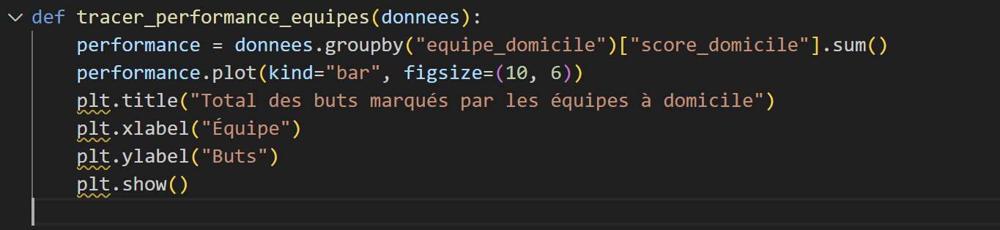 def tracer_performance_equipes(donnees):
    performance = donnees.groupby("equipe_domicile")["score_domicile"].sum()
    performance.plot(kind="bar", figsize=(10, 6))
    plt.title("Total des buts marqués par les équipes à domicile")
    plt.xlabel("Équipe")
    plt.ylabel("Buts")
    plt.show()